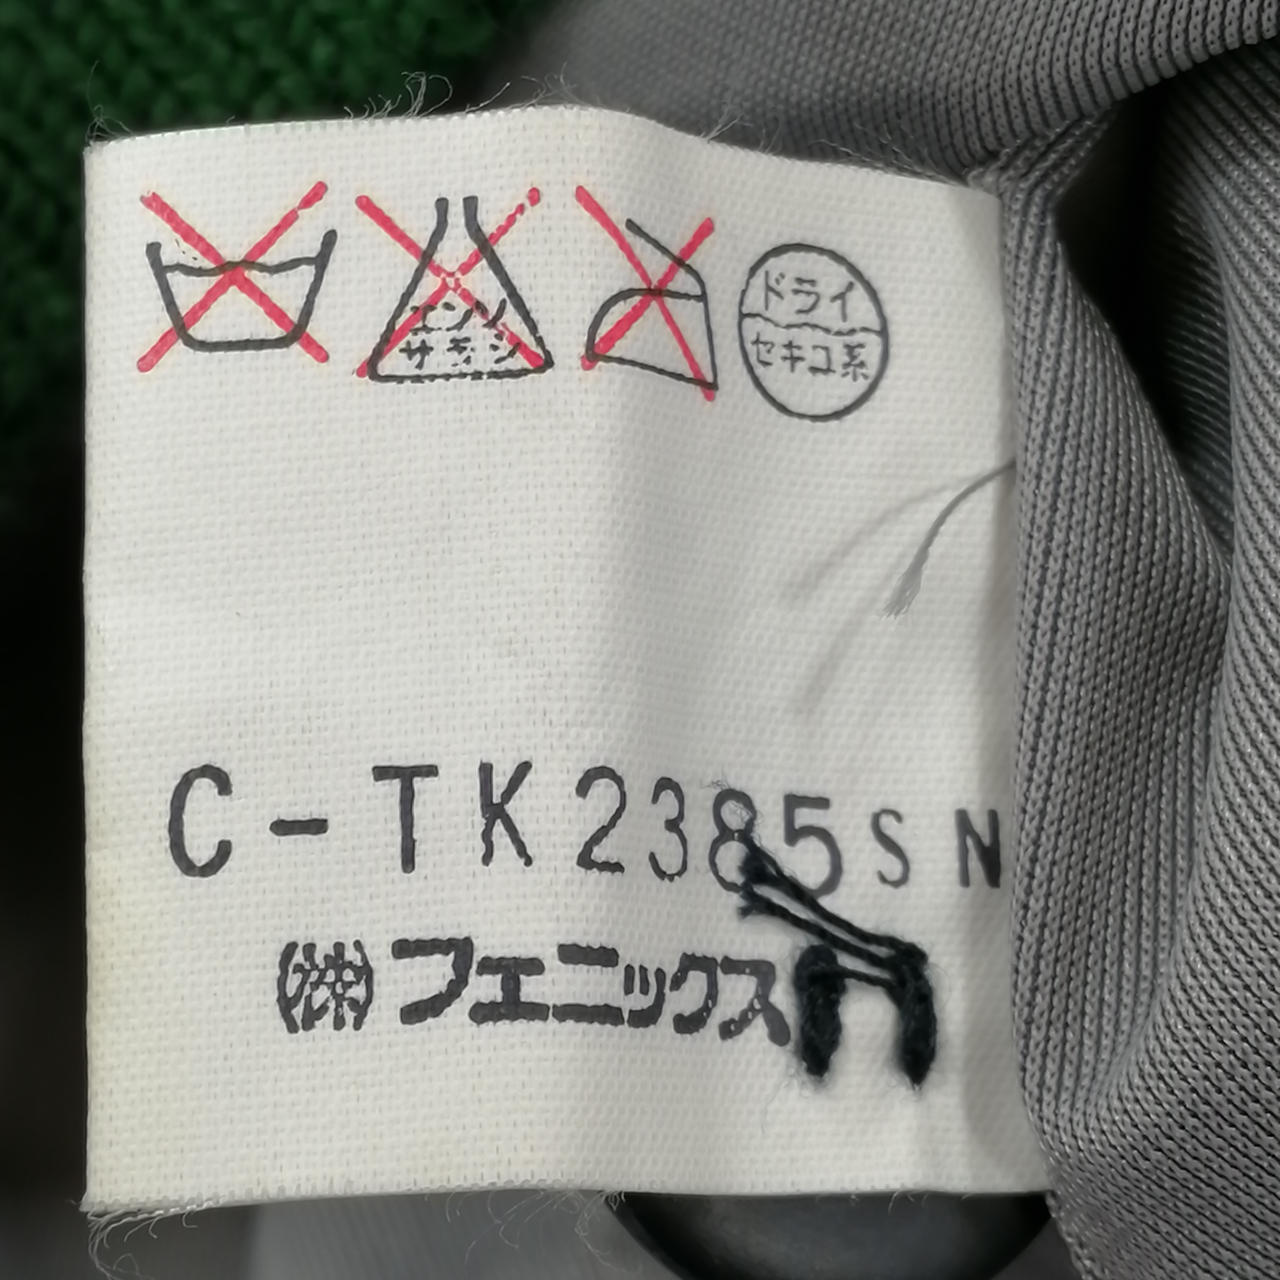 エンソ
サラシ
ドライ
セキユ系
C-TK2385SN
㈱フェニックス